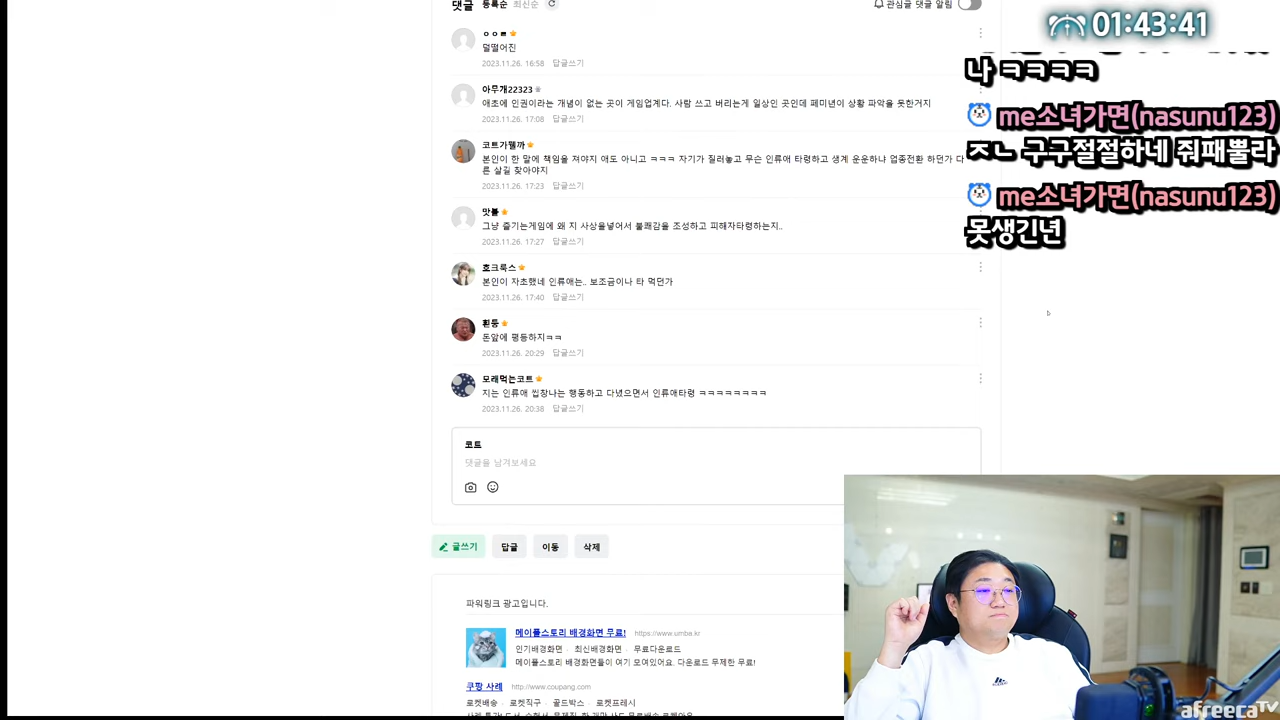 댓글 등록순 최신순 관심글 댓글 알림
01:43:41
ㅇㅇㄹ
덜떨어진
2023.11.26. 16:58 답글쓰기
아무개22323
애초에 인권이라는 개념이 없는 곳이 게임업계다. 사람 쓰고 버리는게 일상인 곳인데 페미년이 상황 파악을 못한거지
2023.11.26. 17:08 답글쓰기
코트가뭴까
본인이 한 말에 책임을 져야지 애도 아니고 ㅋㅋㅋ 자기가 질러놓고 무슨 인류애 타령하고 생계 운운하냐 업종전환 하던가 다
른 살길 찾아야지
2023.11.26. 17:23 답글쓰기
맛불
그냥 즐기는게임에 왜 지 사상을넣어서 불쾌감을 조성하고 피해자타령하는지..
2023.11.26. 17:27 답글쓰기
호크룩스
본인이 자초했네 인류애는.. 보조금이나 타 먹던가
2023.11.26. 17:40 답글쓰기
흰둥
돈앞에 평등하지ㅋㅋ
2023.11.26. 20:29 답글쓰기
모래먹는코트
지는 인류애 씹창나는 행동하고 다녔으면서 인류애타령 ㅋㅋㅋㅋㅋㅋㅋㅋ
2023.11.26. 20:38 답글쓰기
코트
댓글을 남겨보세요
글쓰기 답글 이동 삭제
파워링크 광고입니다.
메이플스토리 배경화면 무료! https://www.umba.kr
인기배경화면 · 최신배경화면 · 무료다운로드
메이플스토리 배경화면들이 여기 모여있어요. 다운로드 무제한 무료!
쿠팡 사례 http://www.coupang.com
로켓배송 · 로켓직구 · 골드박스 · 로켓프레시
나 ㅋㅋㅋㅋ
me소녀가면(nasunu123)
ㅈㄴ 구구절절하네 줘패뿔라
me소녀가면(nasunu123)
못생긴년
afreecaTV